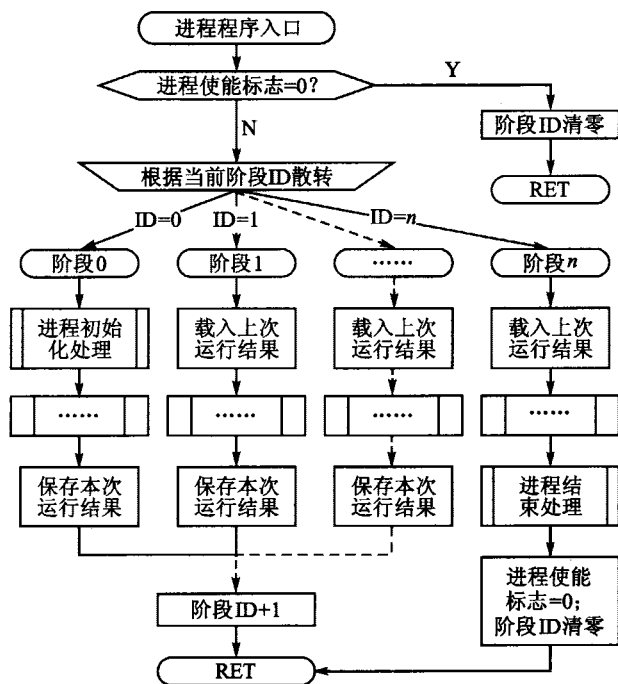 进程程序入口
进程使能标志=0?
Y
N
阶段ID清零
RET
根据当前阶段ID散转
ID=0
ID=1
ID=n
阶段0
阶段1
……
阶段n
进程初始
化处理
载入上次
运行结果
载入上次
运行结果
载入上次
运行结果
……
……
……
……
保存本次
运行结果
保存本次
运行结果
保存本次
运行结果
进程结
束处理
阶段ID+1
进程使能
标志=0;
阶段ID清零
RET